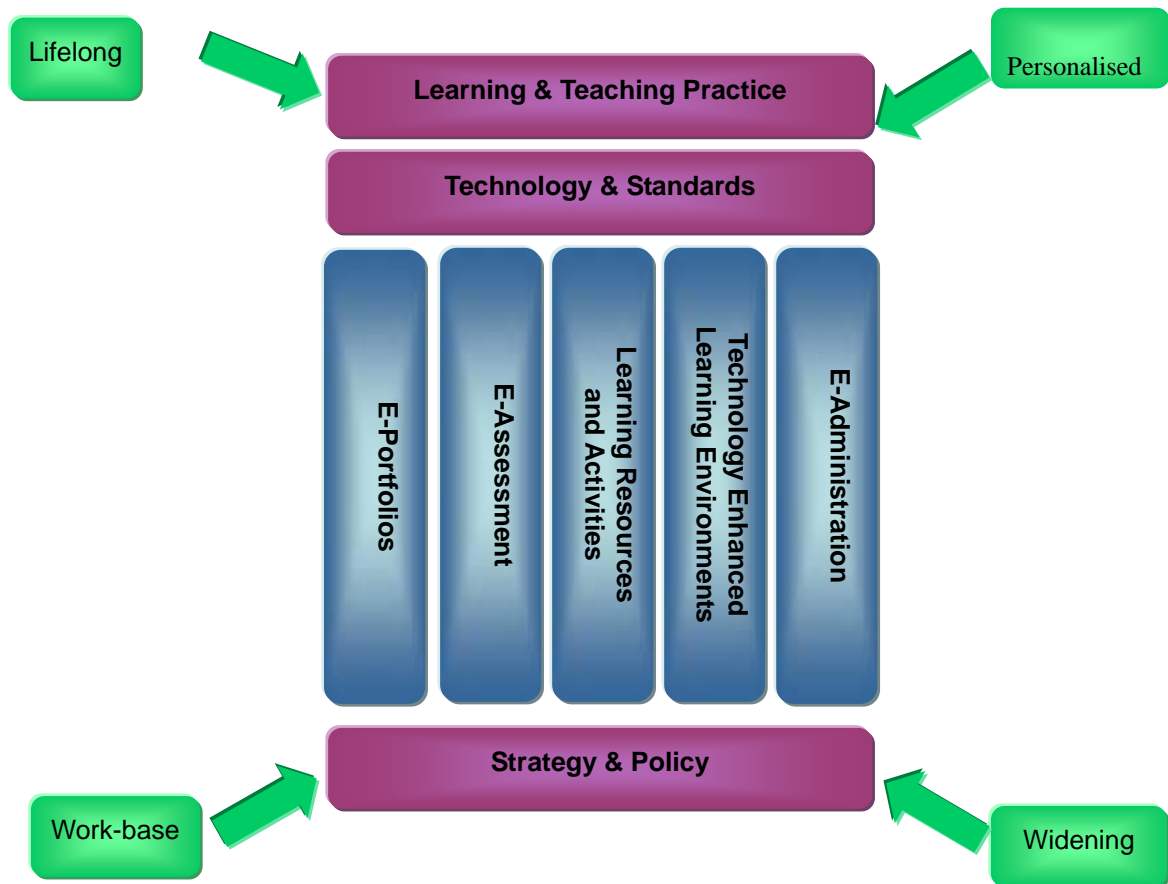 Lifelong
Personalised
Learning & Teaching Practice
Technology & Standards
E-Portfolios
E-Assessment
Learning Resources
and Activities
Technology Enhanced
Learning Environments
E-Administration
Strategy & Policy
Work-base
Widening